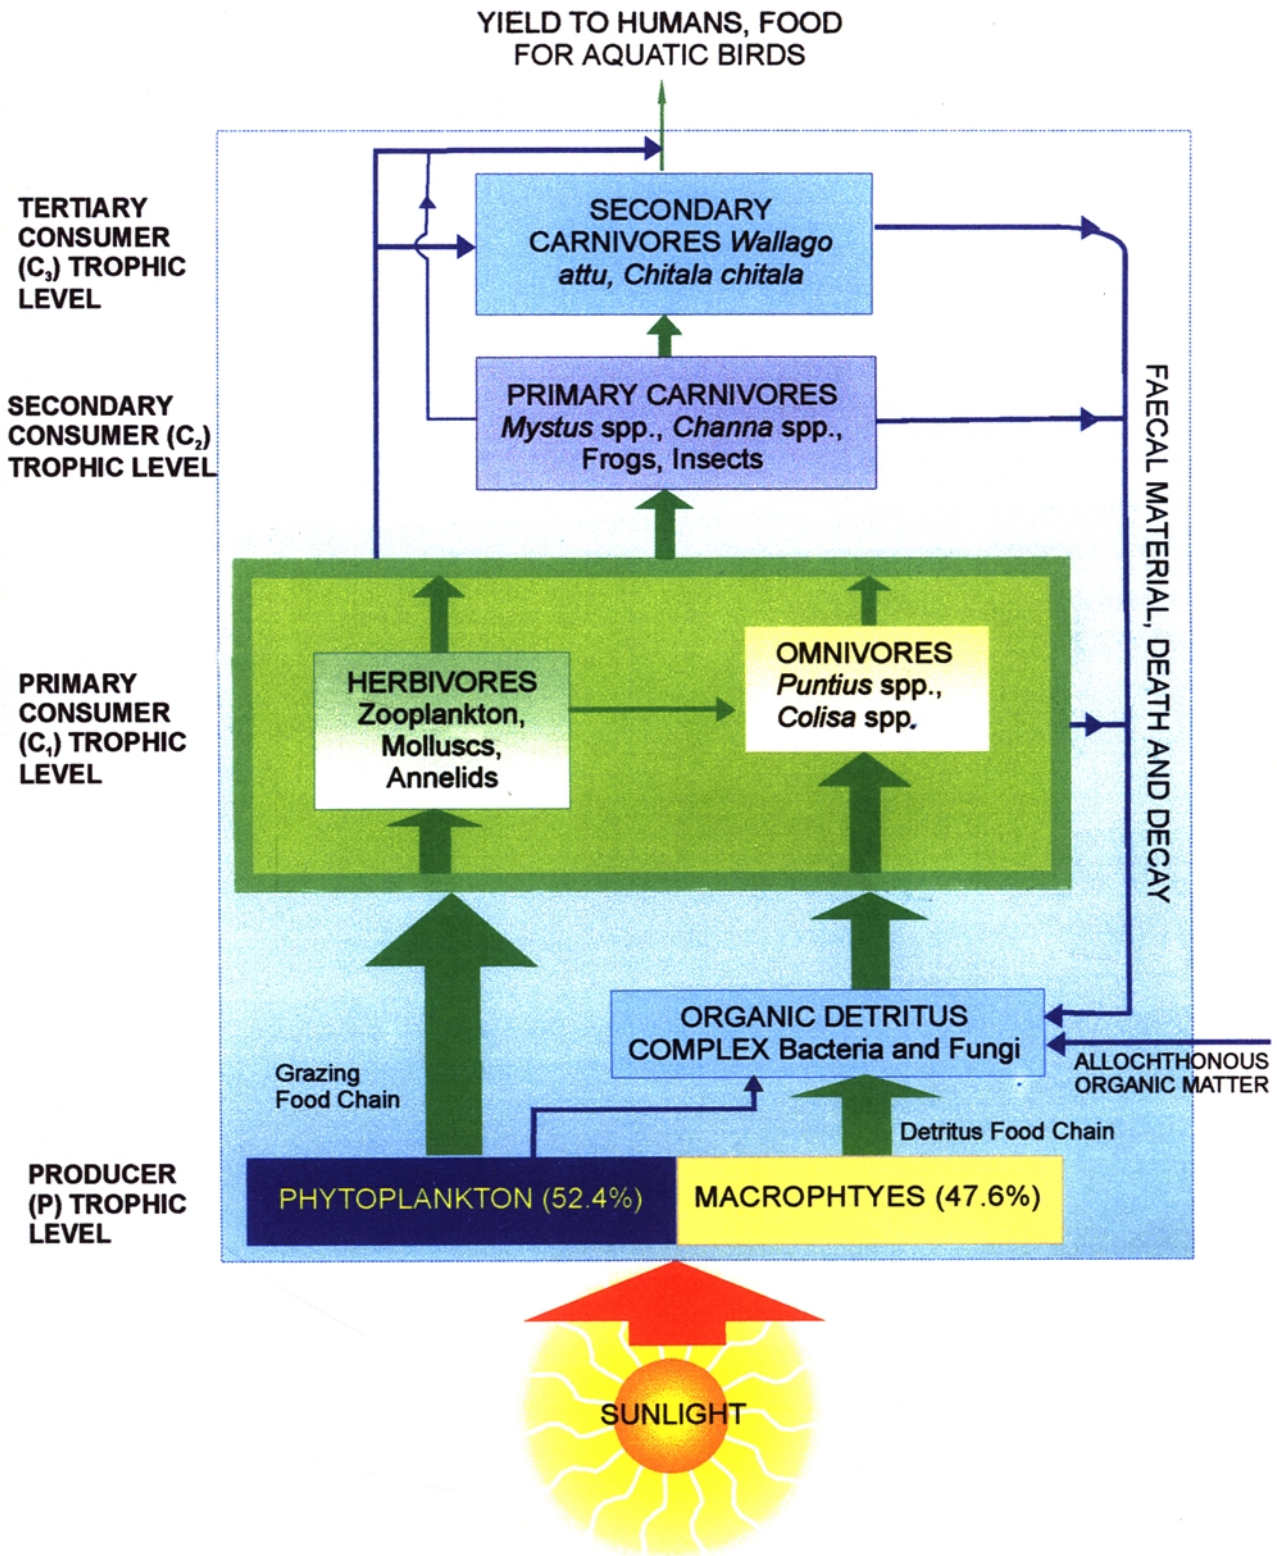 YIELD TO HUMANS, FOOD
FOR AQUATIC BIRDS
TERTIARY
CONSUMER
(C₃) TROPHIC
LEVEL
SECONDARY
CARNIVORES Wallago
attu, Chitala chitala
SECONDARY
CONSUMER (C₂)
TROPHIC LEVEL
PRIMARY CARNIVORES
Mystus spp., Channa spp.,
Frogs, Insects
FAECAL MATERIAL, DEATH AND DECAY
PRIMARY
CONSUMER
(C₁) TROPHIC
LEVEL
HERBIVORES
Zooplankton,
Molluscs,
Annelids
OMNIVORES
Puntius spp.,
Colisa spp.
ORGANIC DETRITUS
COMPLEX Bacteria and Fungi
ALLOCHTHONOUS
ORGANIC MATTER
Grazing
Food Chain
Detritus Food Chain
PRODUCER
(P) TROPHIC
LEVEL
PHYTOPLANKTON (52.4%)
MACROPHTYES (47.6%)
SUNLIGHT